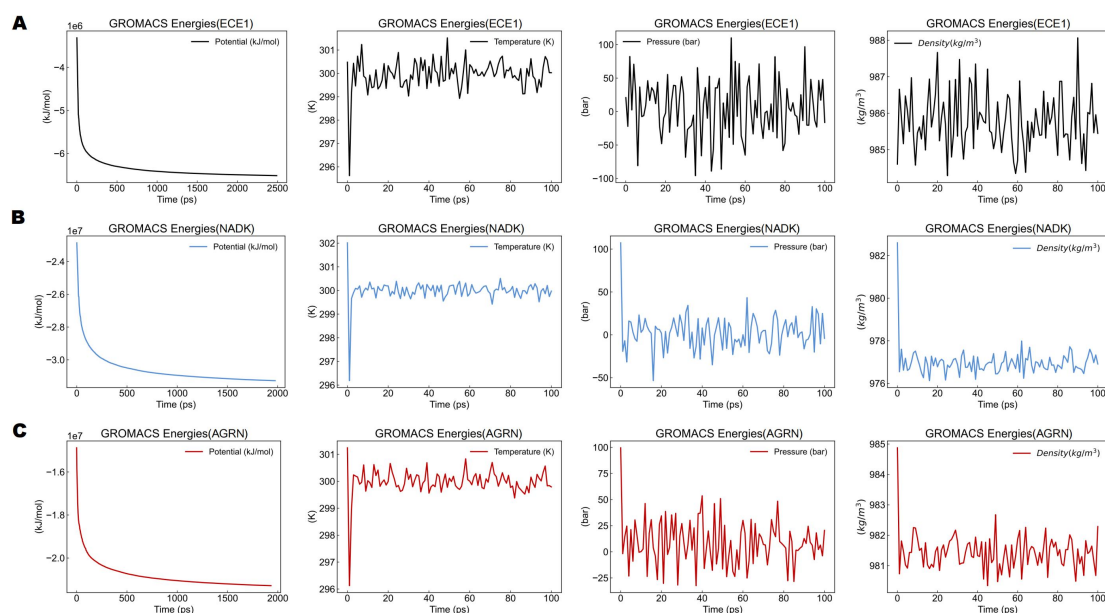 A
GROMACS Energies(ECE1)
1e6
Potential (kJ/mol)
(kJ/mol)
−4
−5
−6
0 500 1000 1500 2000 2500
Time (ps)
GROMACS Energies(ECE1)
Temperature (K)
(K)
301
300
299
298
297
296
0 20 40 60 80 100
Time (ps)
GROMACS Energies(ECE1)
Pressure (bar)
(bar)
100
50
0
−50
−100
0 20 40 60 80 100
Time (ps)
GROMACS Energies(ECE1)
Density(kg/m³)
(kg/m³)
988
987
986
985
0 20 40 60 80 100
Time (ps)
B
GROMACS Energies(NADK)
1e7
Potential (kJ/mol)
(kJ/mol)
−2.4
−2.6
−2.8
−3.0
0 500 1000 1500 2000
Time (ps)
GROMACS Energies(NADK)
Temperature (K)
(K)
302
301
300
299
298
297
296
0 20 40 60 80 100
Time (ps)
GROMACS Energies(NADK)
Pressure (bar)
(bar)
100
50
0
−50
0 20 40 60 80 100
Time (ps)
GROMACS Energies(NADK)
Density(kg/m³)
(kg/m³)
982
980
978
976
0 20 40 60 80 100
Time (ps)
C
GROMACS Energies(AGRN)
1e7
Potential (kJ/mol)
(kJ/mol)
−1.6
−1.8
−2.0
0 500 1000 1500 2000
Time (ps)
GROMACS Energies(AGRN)
Temperature (K)
(K)
301
300
299
298
297
296
0 20 40 60 80 100
Time (ps)
GROMACS Energies(AGRN)
Pressure (bar)
(bar)
100
75
50
25
0
−25
0 20 40 60 80 100
Time (ps)
GROMACS Energies(AGRN)
Density(kg/m³)
(kg/m³)
985
984
983
982
981
0 20 40 60 80 100
Time (ps)